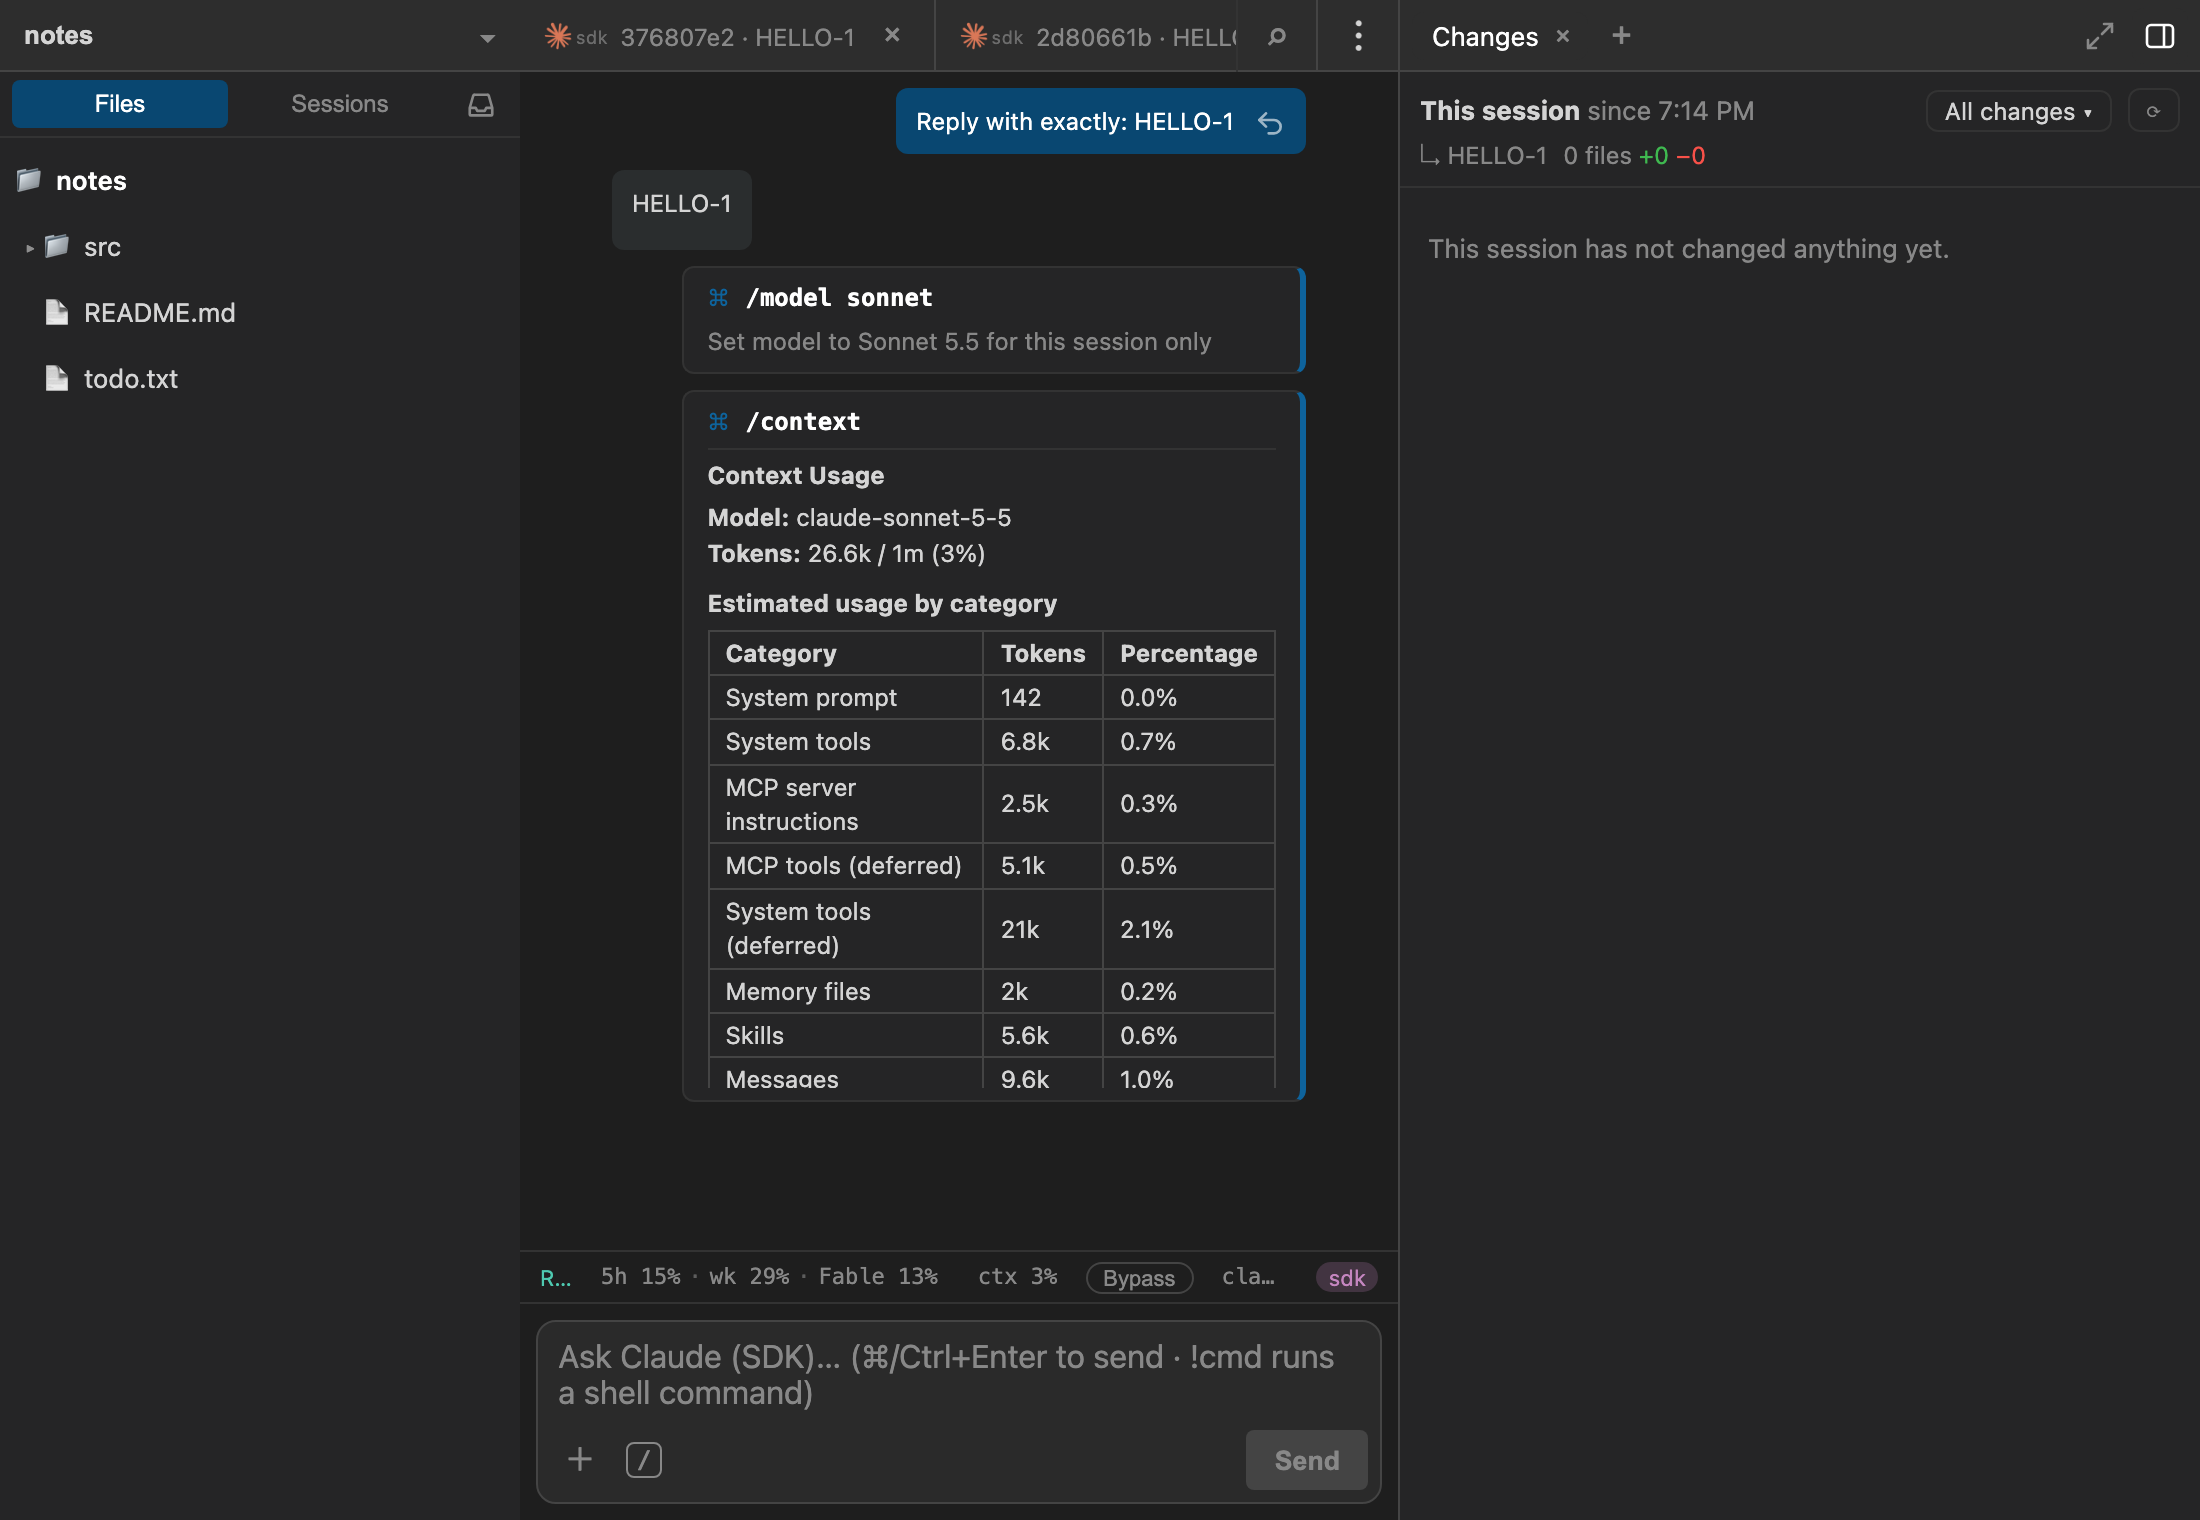 notes
sdk 376807e2 · HELLO-1 ×
sdk 2d80661b · HELLO
Changes × +
Files
Sessions
notes
src
README.md
todo.txt
Reply with exactly: HELLO-1
HELLO-1
⌘ /model sonnet
Set model to Sonnet 5.5 for this session only
⌘ /context
Context Usage
Model: claude-sonnet-5-5
Tokens: 26.6k / 1m (3%)
Estimated usage by category
Category Tokens Percentage
System prompt 142 0.0%
System tools 6.8k 0.7%
MCP server
instructions 2.5k 0.3%
MCP tools (deferred) 5.1k 0.5%
System tools
(deferred) 21k 2.1%
Memory files 2k 0.2%
Skills 5.6k 0.6%
Messages 9.6k 1.0%
R... 5h 15% · wk 29% · Fable 13% ctx 3% Bypass cla... sdk
Ask Claude (SDK)... (⌘/Ctrl+Enter to send · !cmd runs
a shell command)
+ /
Send
This session since 7:14 PM
All changes ▾
HELLO-1 0 files +0 −0
This session has not changed anything yet.